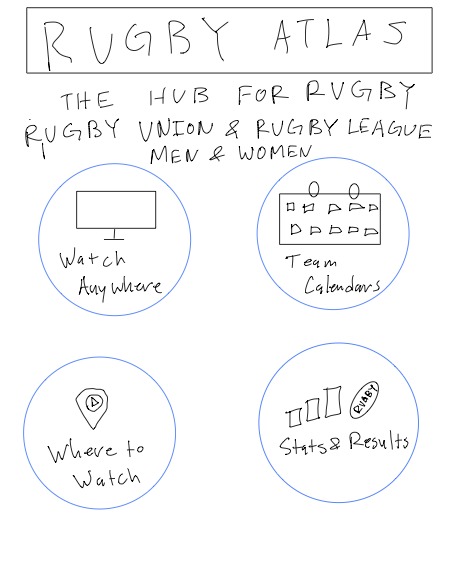 RUGBY ATLAS
THE HUB FOR RUGBY
RUGBY UNION & RUGBY LEAGUE
MEN & WOMEN
Watch
Anywhere
Team
Calendars
Where to
Watch
RUGBY
Stats & Results